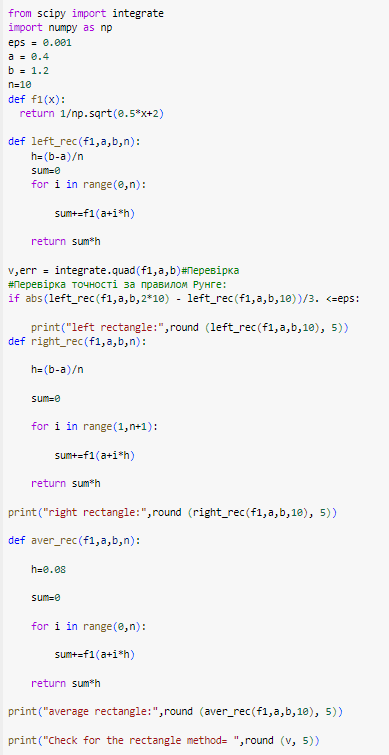 from scipy import integrate
import numpy as np
eps = 0.001
a = 0.4
b = 1.2
n=10
def f1(x):
  return 1/np.sqrt(0.5*x+2)
def left_rec(f1,a,b,n):
    h=(b-a)/n
    sum=0
    for i in range(0,n):
        sum+=f1(a+i*h)
    return sum*h
v,err = integrate.quad(f1,a,b)#Перевірка
#Перевірка точності за правилом Рунге:
if abs(left_rec(f1,a,b,2*10) - left_rec(f1,a,b,10))/3. <=eps:
    print("left rectangle:",round (left_rec(f1,a,b,10), 5))
def right_rec(f1,a,b,n):
    h=(b-a)/n
    sum=0
    for i in range(1,n+1):
        sum+=f1(a+i*h)
    return sum*h
print("right rectangle:",round (right_rec(f1,a,b,10), 5))
def aver_rec(f1,a,b,n):
    h=0.08
    sum=0
    for i in range(0,n):
        sum+=f1(a+i*h)
    return sum*h
print("average rectangle:",round (aver_rec(f1,a,b,10), 5))
print("Check for the rectangle method= ",round (v, 5))